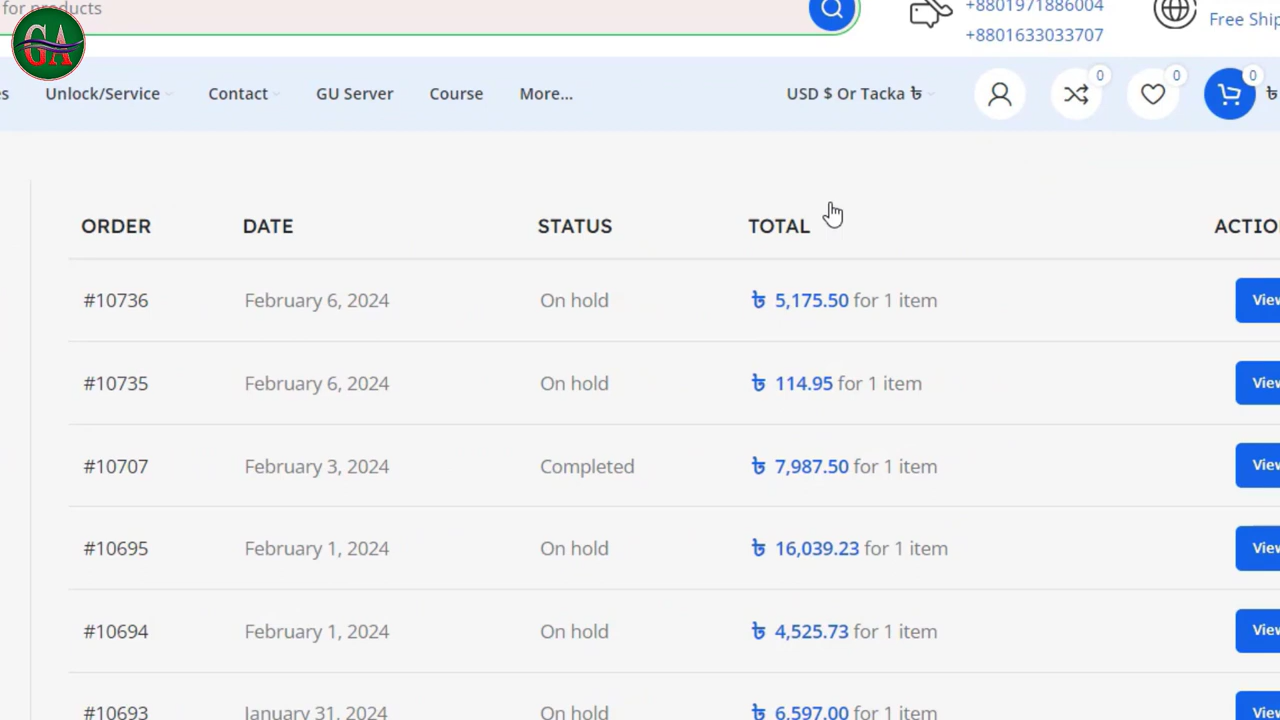 for products
+8801971886004
+8801633033707
Free Ship
GA
s
Unlock/Service
Contact
GU Server
Course
More...
USD $ Or Tacka ৳
0
0
0
৳
ORDER DATE STATUS TOTAL ACTIO
#10736 February 6, 2024 On hold ৳ 5,175.50 for 1 item View
#10735 February 6, 2024 On hold ৳ 114.95 for 1 item View
#10707 February 3, 2024 Completed ৳ 7,987.50 for 1 item View
#10695 February 1, 2024 On hold ৳ 16,039.23 for 1 item View
#10694 February 1, 2024 On hold ৳ 4,525.73 for 1 item View
#10693 January 31, 2024 On hold ৳ 6,597.00 for 1 item View